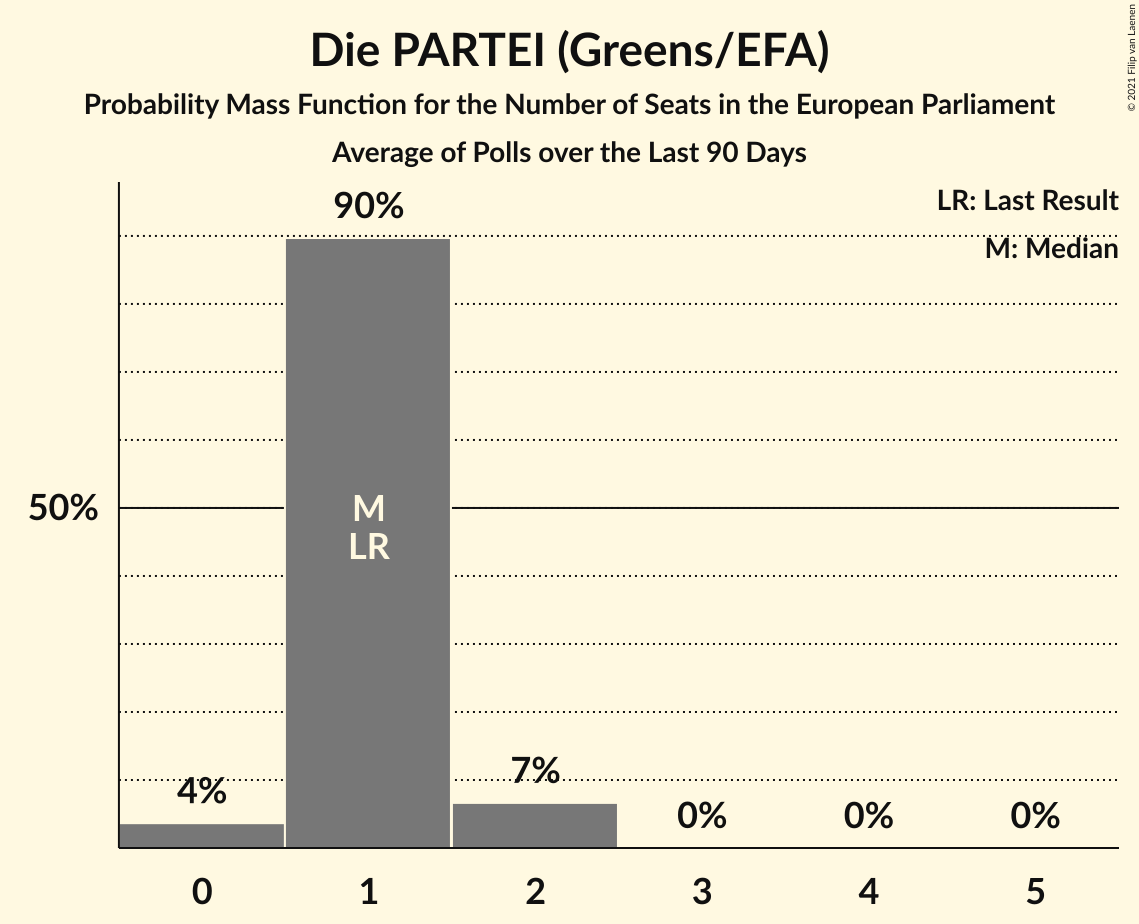 Die PARTEI (Greens/EFA)
Probability Mass Function for the Number of Seats in the European Parliament
Average of Polls over the Last 90 Days
© 2021 Filip van Laenen
LR: Last Result
M: Median
90%
50%
M
LR
4%
7%
0%
0%
0%
0
1
2
3
4
5